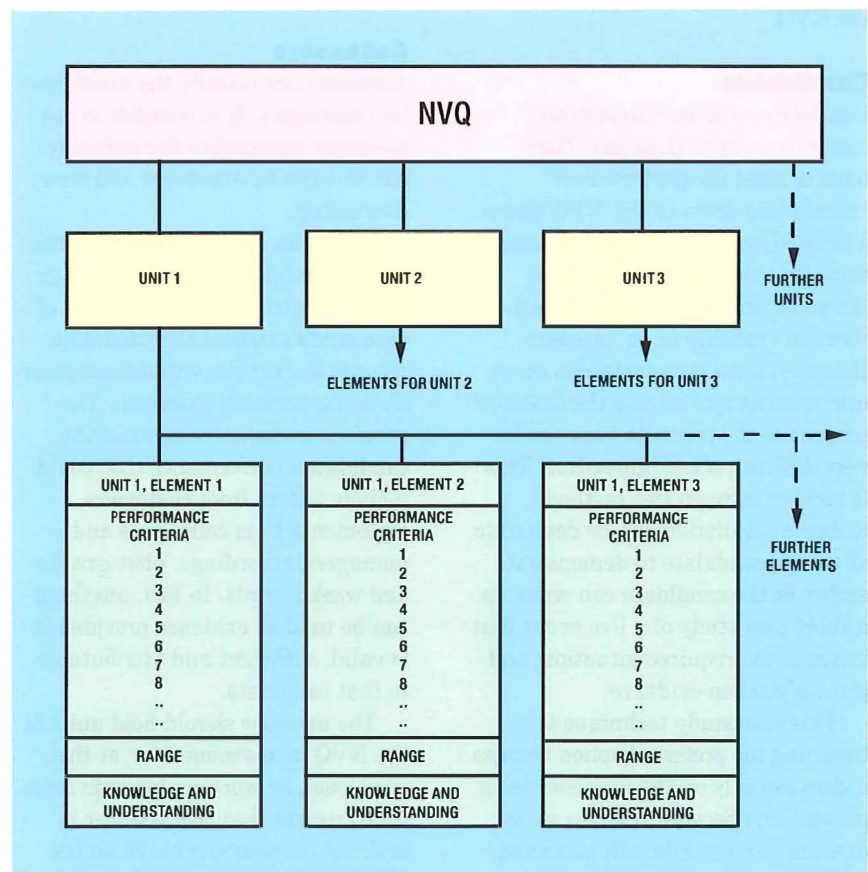 NVQ
UNIT 1
UNIT 2
UNIT 3
FURTHER
UNITS
ELEMENTS FOR UNIT 2
ELEMENTS FOR UNIT 3
UNIT 1, ELEMENT 1
PERFORMANCE
CRITERIA
1
2
3
4
5
6
7
8
..
..
RANGE
KNOWLEDGE AND
UNDERSTANDING
UNIT 1, ELEMENT 2
PERFORMANCE
CRITERIA
1
2
3
4
5
6
7
8
..
..
RANGE
KNOWLEDGE AND
UNDERSTANDING
UNIT 1, ELEMENT 3
PERFORMANCE
CRITERIA
1
2
3
4
5
6
7
8
..
..
RANGE
KNOWLEDGE AND
UNDERSTANDING
FURTHER
ELEMENTS